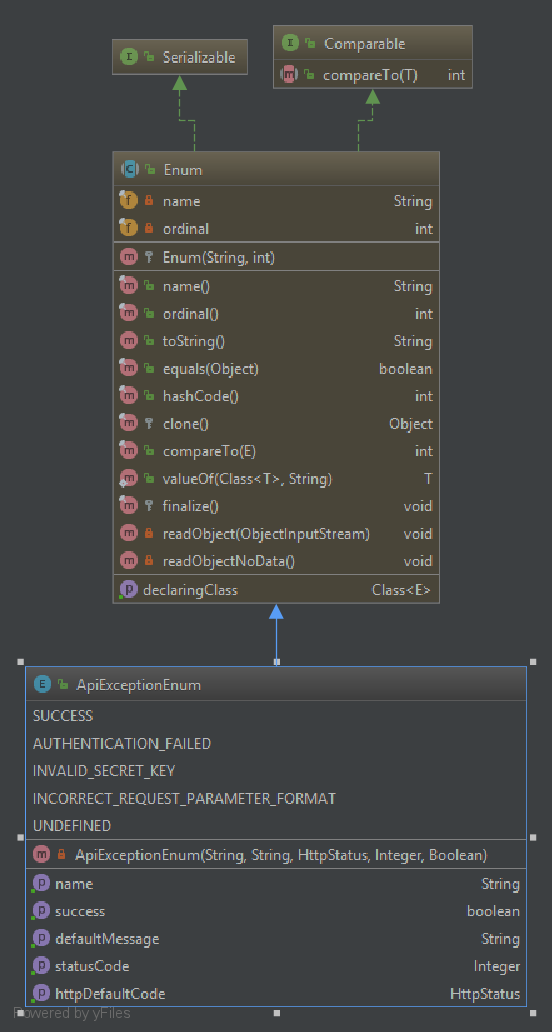 Serializable
Comparable
compareTo(T) int
Enum
name String
ordinal int
Enum(String, int)
name() String
ordinal() int
toString() String
equals(Object) boolean
hashCode() int
clone() Object
compareTo(E) int
valueOf(Class<T>, String) T
finalize() void
readObject(ObjectInputStream) void
readObjectNoData() void
declaringClass Class<E>
ApiExceptionEnum
SUCCESS
AUTHENTICATION_FAILED
INVALID_SECRET_KEY
INCORRECT_REQUEST_PARAMETER_FORMAT
UNDEFINED
ApiExceptionEnum(String, String, HttpStatus, Integer, Boolean)
name String
success boolean
defaultMessage String
statusCode Integer
httpDefaultCode HttpStatus
Powered by yFiles